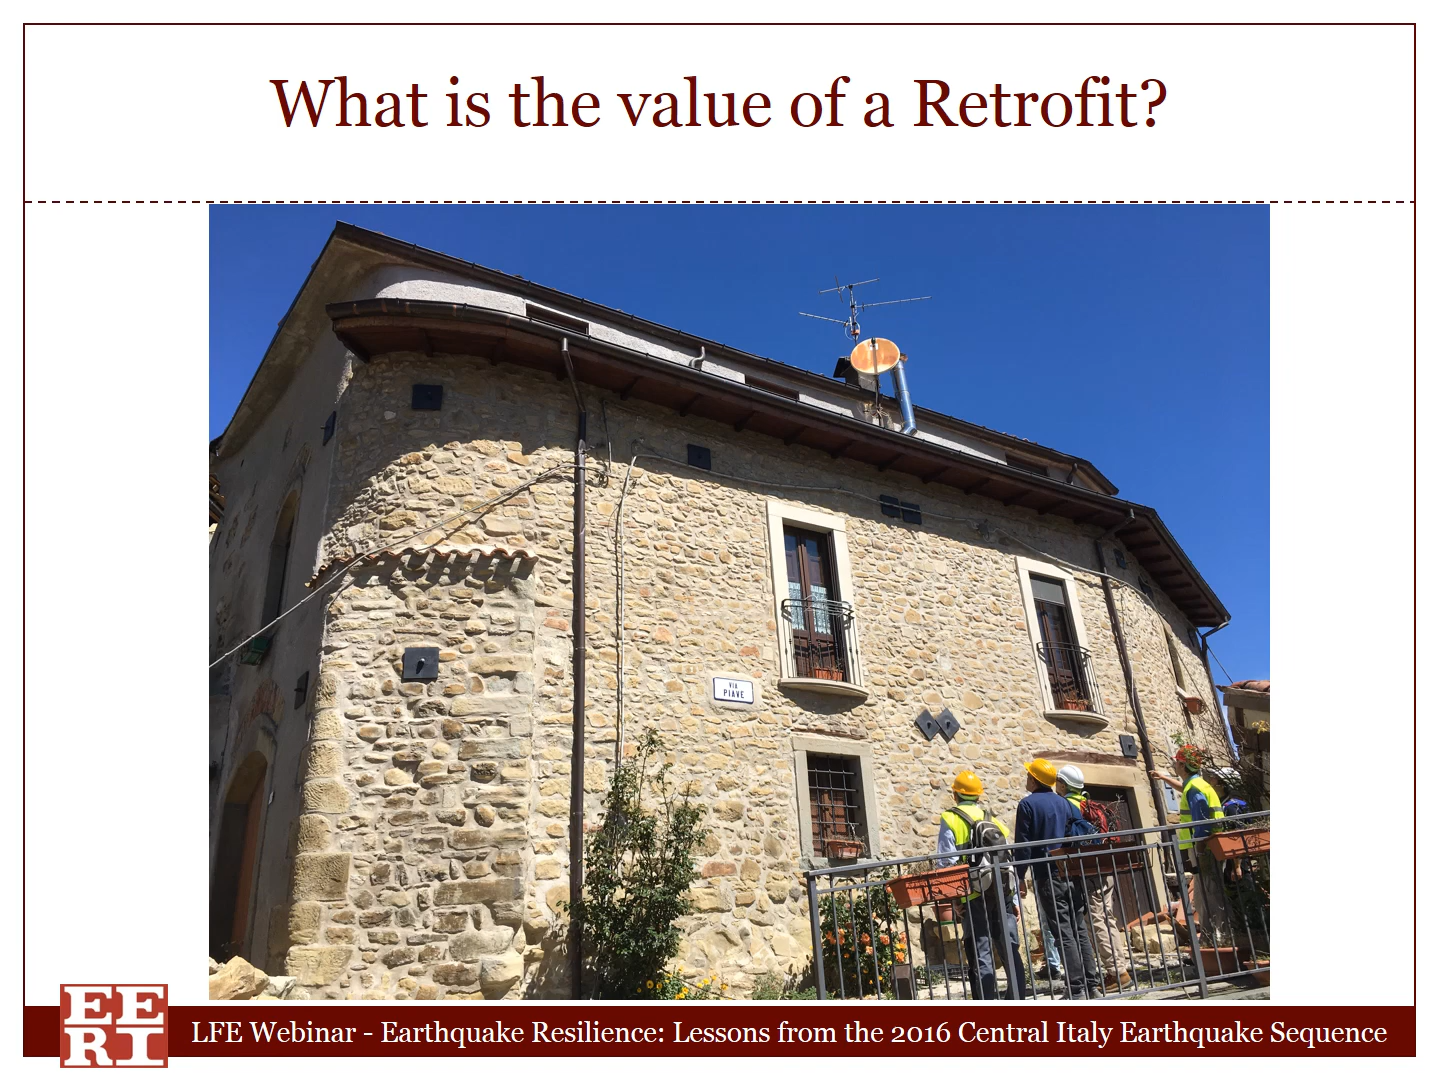 What is the value of a Retrofit?
VIA
PIAVE
EE
RI
LFE Webinar - Earthquake Resilience: Lessons from the 2016 Central Italy Earthquake Sequence